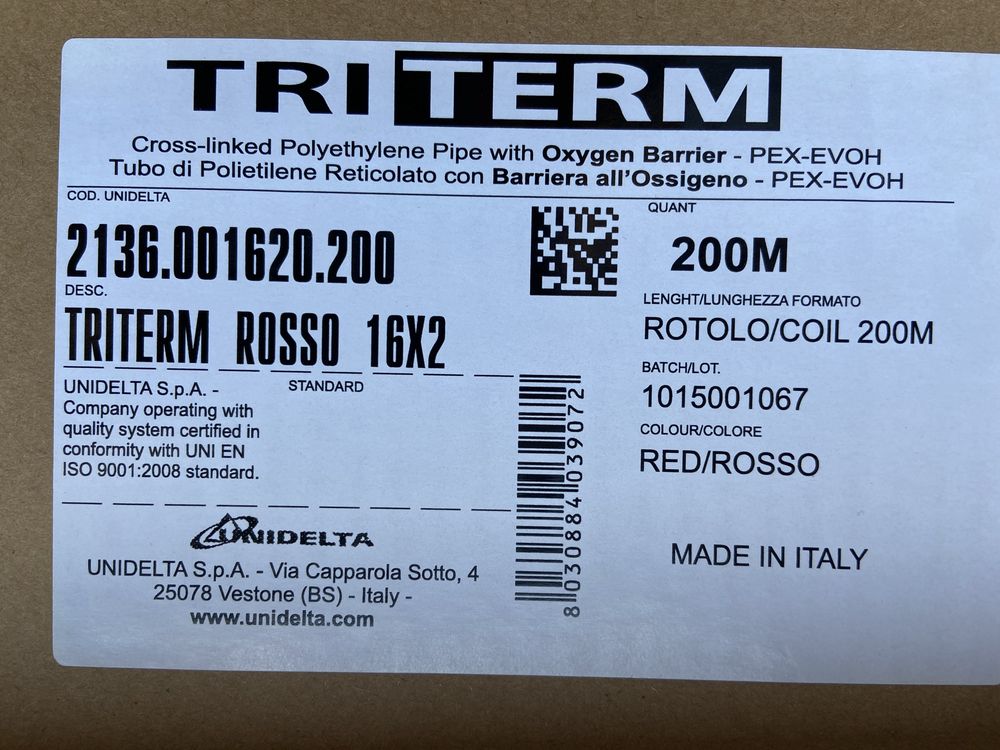 TRITERM
Cross-linked Polyethylene Pipe with Oxygen Barrier - PEX-EVOH
Tubo di Polietilene Reticolato con Barriera all'Ossigeno - PEX-EVOH
COD. UNIDELTA
2136.001620.200
DESC.
TRITERM ROSSO 16X2
STANDARD
UNIDELTA S.p.A. -
Company operating with
quality system certified in
conformity with UNI EN
ISO 9001:2008 standard.
UNIDELTA
UNIDELTA S.p.A. - Via Capparola Sotto, 4
25078 Vestone (BS) - Italy -
www.unidelta.com
8030884039072
QUANT
200M
LENGHT/LUNGHEZZA FORMATO
ROTOLO/COIL 200M
BATCH/LOT.
1015001067
COLOUR/COLORE
RED/ROSSO
MADE IN ITALY